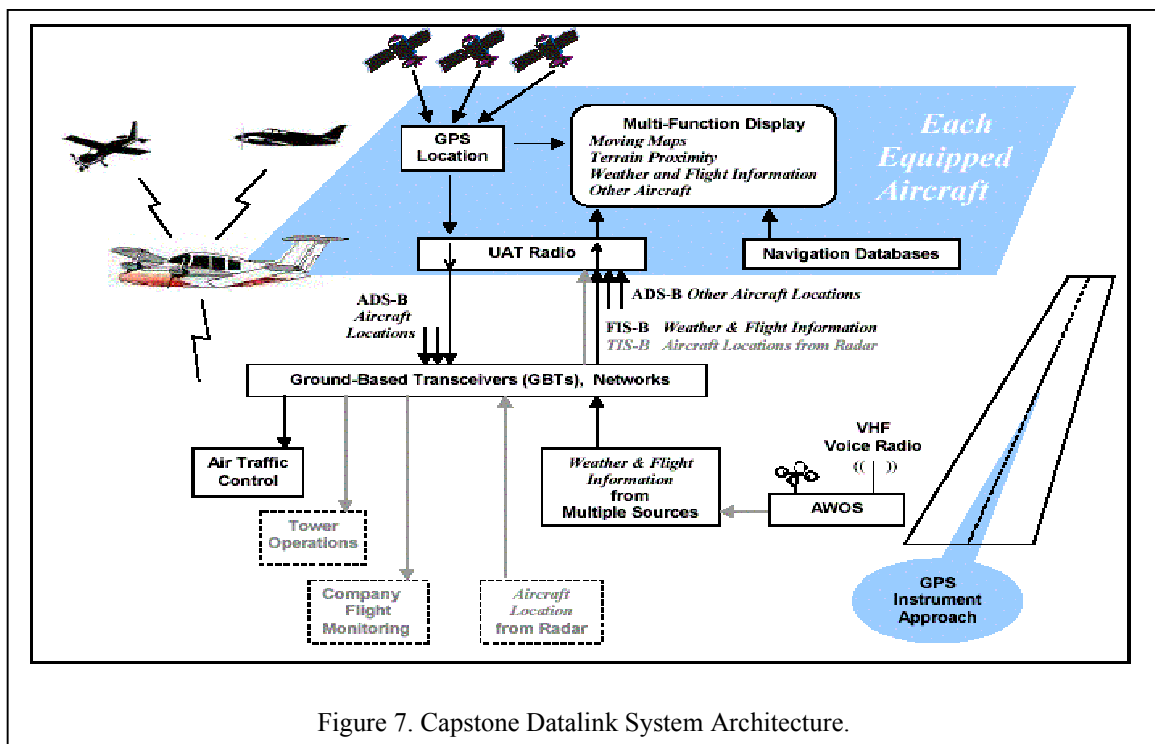 GPS
Location
Multi-Function Display
Moving Maps
Terrain Proximity
Weather and Flight Information
Other Aircraft
Each
Equipped
Aircraft
UAT Radio
Navigation Databases
ADS-B
Aircraft
Locations
ADS-B Other Aircraft Locations
FIS-B Weather & Flight Information
TIS-B Aircraft Locations from Radar
Ground-Based Transceivers (GBTs), Networks
Air Traffic
Control
Tower
Operations
Company
Flight
Monitoring
Aircraft
Location
from Radar
Weather & Flight
Information
from
Multiple Sources
VHF
Voice Radio
(( ))
AWOS
GPS
Instrument
Approach
Figure 7. Capstone Datalink System Architecture.